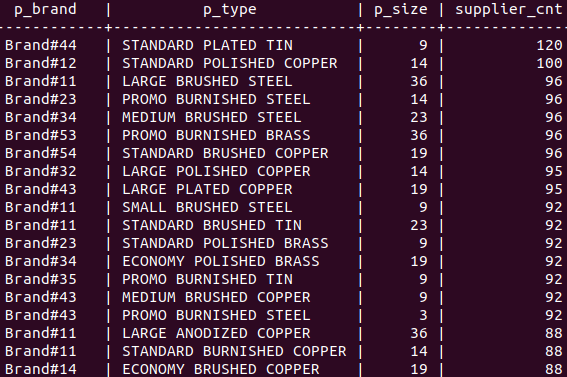 p_brand | p_type | p_size | supplier_cnt
----------+---------------------------+--------+--------------
Brand#44 | STANDARD PLATED TIN | 9 | 120
Brand#12 | STANDARD POLISHED COPPER | 14 | 100
Brand#11 | LARGE BRUSHED STEEL | 36 | 96
Brand#23 | PROMO BURNISHED STEEL | 14 | 96
Brand#34 | MEDIUM BRUSHED STEEL | 23 | 96
Brand#53 | PROMO BURNISHED BRASS | 36 | 96
Brand#54 | STANDARD BRUSHED COPPER | 19 | 96
Brand#32 | LARGE POLISHED COPPER | 14 | 95
Brand#43 | LARGE PLATED COPPER | 19 | 95
Brand#11 | SMALL BRUSHED STEEL | 9 | 92
Brand#11 | STANDARD BRUSHED TIN | 23 | 92
Brand#23 | STANDARD POLISHED BRASS | 9 | 92
Brand#34 | ECONOMY POLISHED BRASS | 19 | 92
Brand#35 | PROMO BURNISHED TIN | 9 | 92
Brand#43 | MEDIUM BRUSHED COPPER | 9 | 92
Brand#43 | PROMO BURNISHED STEEL | 3 | 92
Brand#11 | LARGE ANODIZED COPPER | 36 | 88
Brand#11 | STANDARD BURNISHED COPPER | 14 | 88
Brand#14 | ECONOMY BRUSHED COPPER | 19 | 88